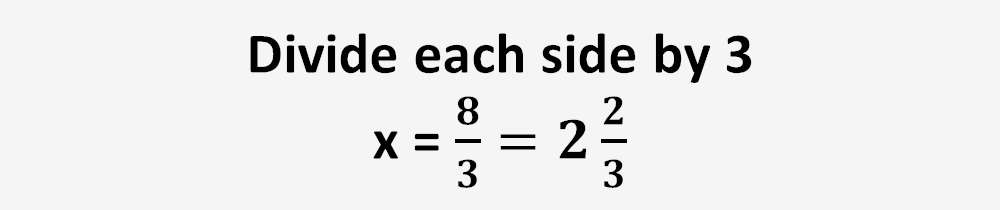 Divide each side by 3
x = 8/3 = 2 2/3